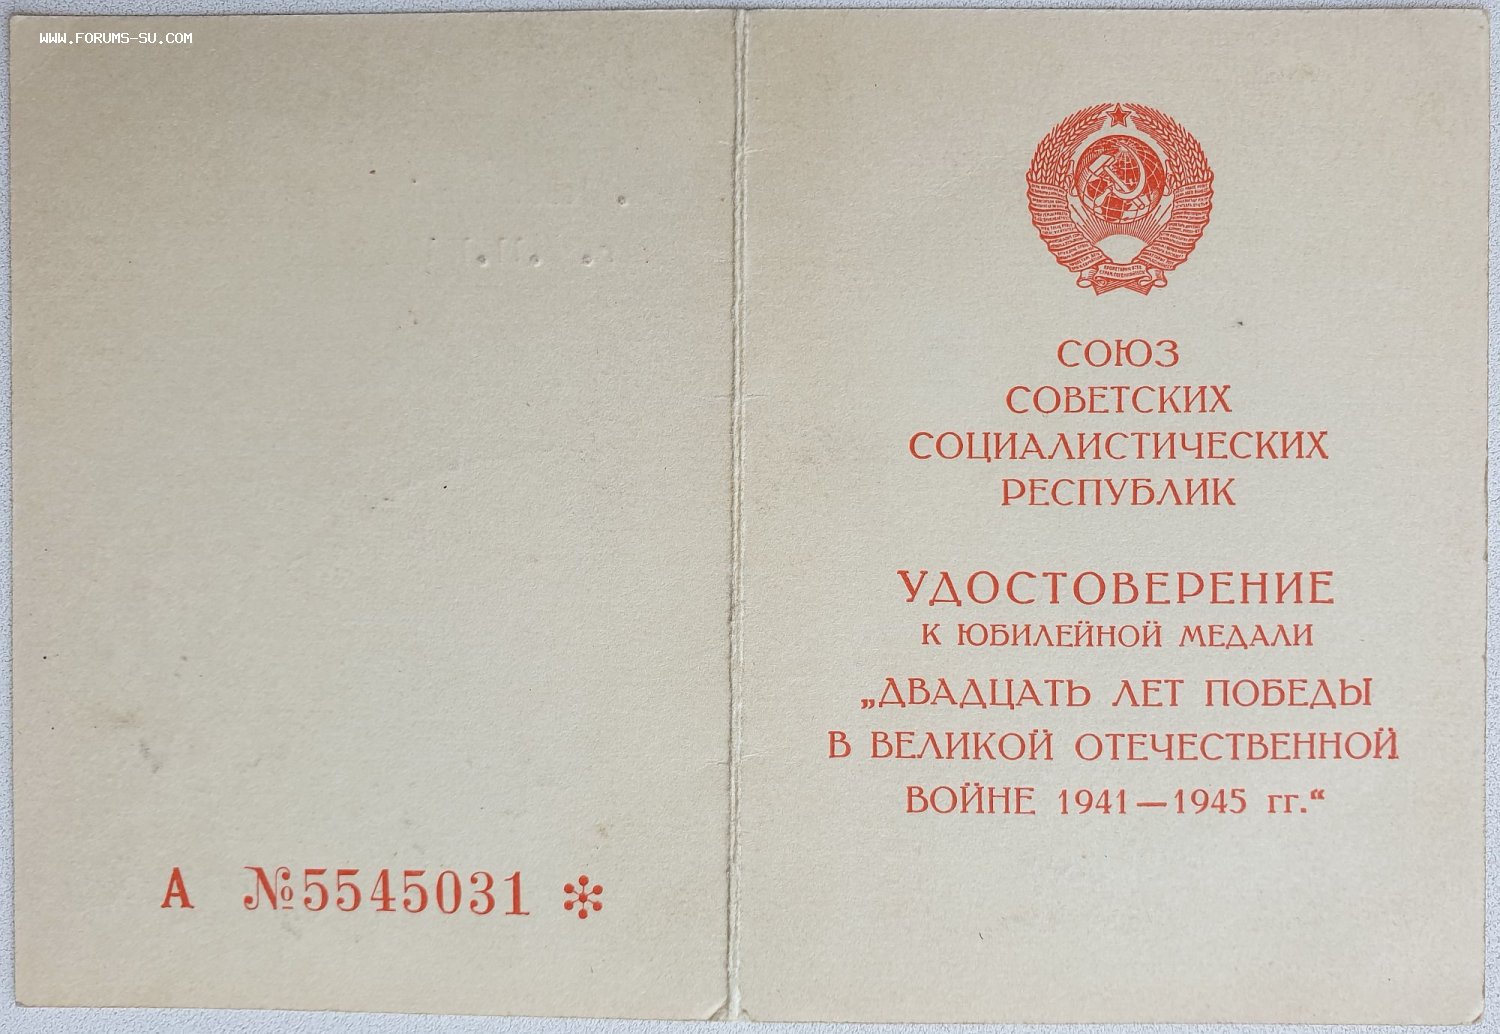 WWW.FORUMS-SU.COM
А №5545031 *
СОЮЗ
СОВЕТСКИХ
СОЦИАЛИСТИЧЕСКИХ
РЕСПУБЛИК
УДОСТОВЕРЕНИЕ
К ЮБИЛЕЙНОЙ МЕДАЛИ
„ДВАДЦАТЬ ЛЕТ ПОБЕДЫ
В ВЕЛИКОЙ ОТЕЧЕСТВЕННОЙ
ВОЙНЕ 1941—1945 гг.“